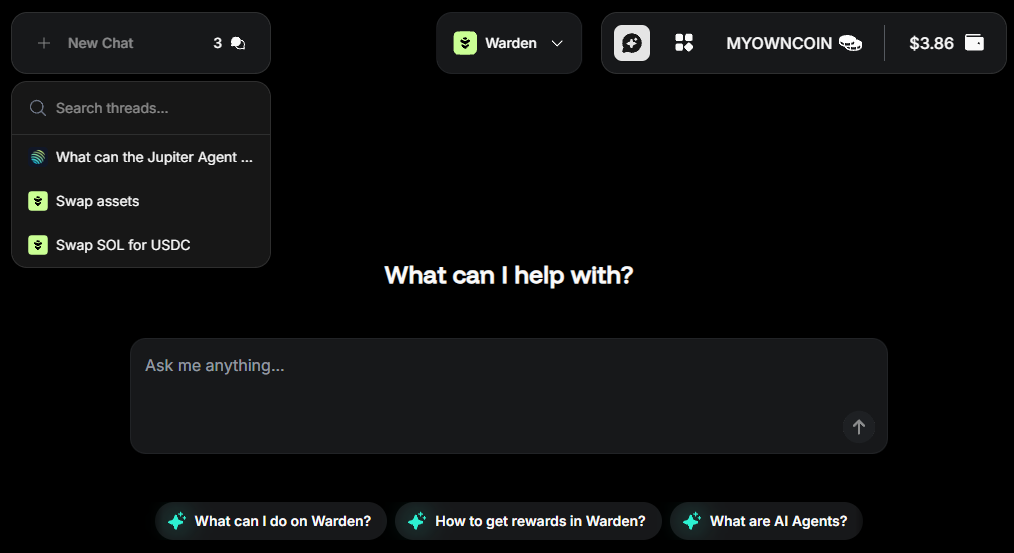 New Chat 3
Warden
MYOWNCOIN
$3.86
Search threads...
What can the Jupiter Agent ...
Swap assets
Swap SOL for USDC
What can I help with?
Ask me anything...
What can I do on Warden?
How to get rewards in Warden?
What are AI Agents?